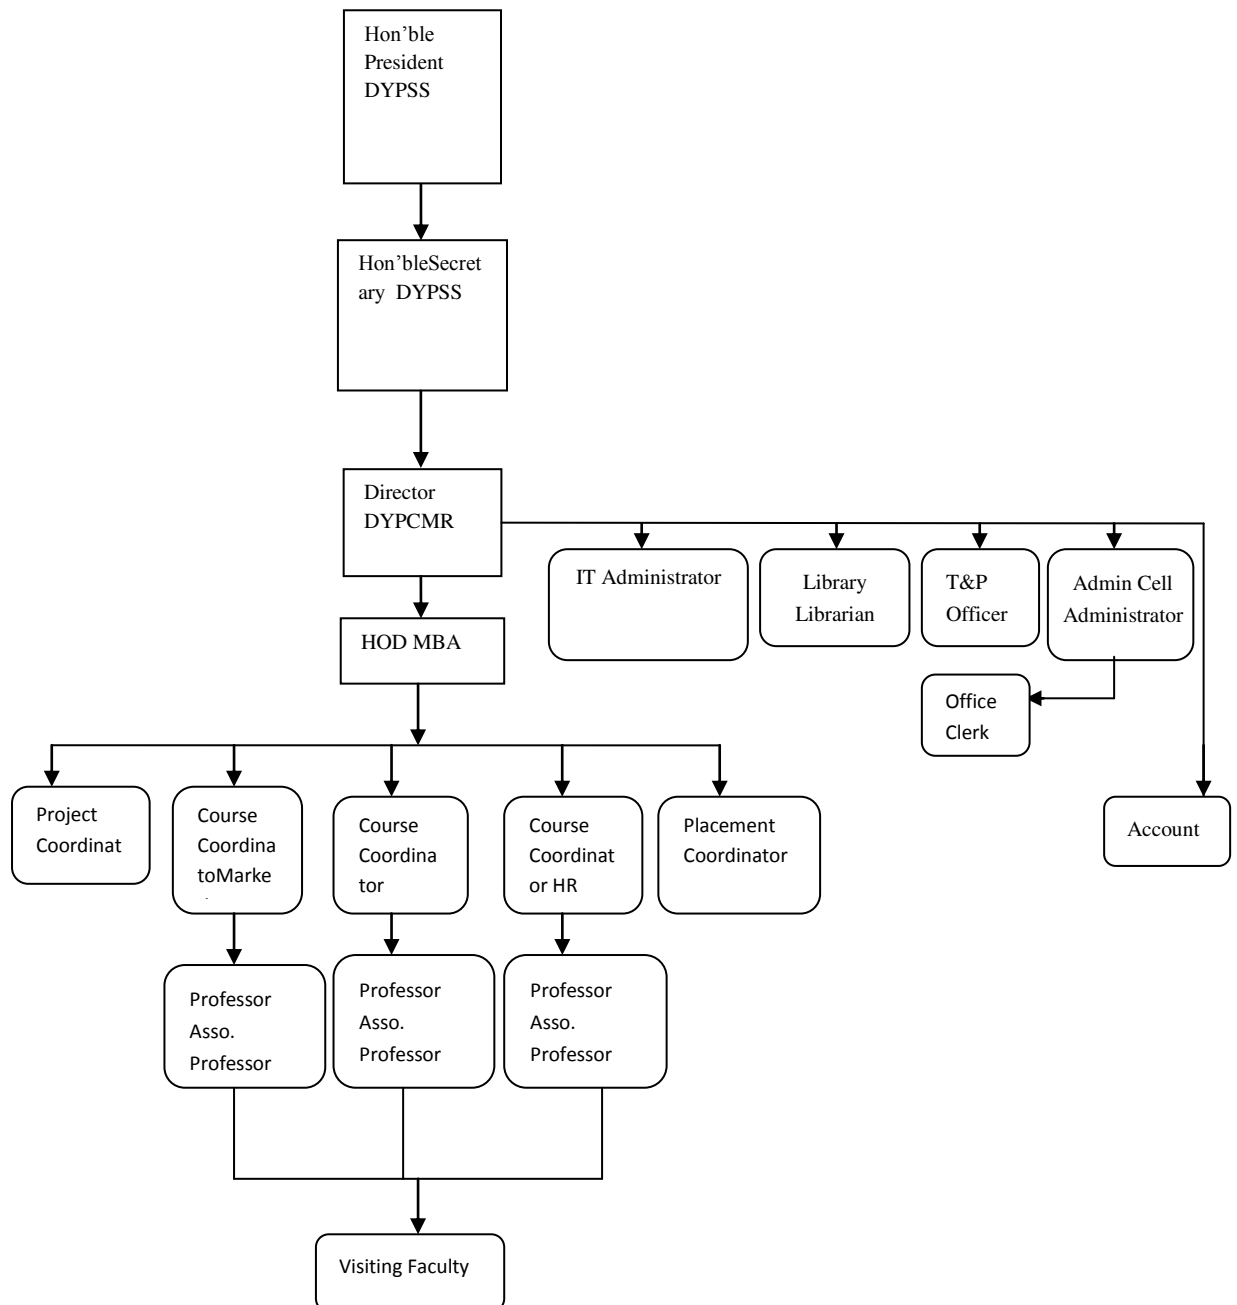 Hon’ble
President
DYPSS
Hon’bleSecret
ary DYPSS
Director
DYPCMR
IT Administrator
Library
Librarian
T&P
Officer
Admin Cell
Administrator
HOD MBA
Office
Clerk
Account
Project
Coordinat
Course
Coordina
toMarke
Course
Coordina
tor
Course
Coordinat
or HR
Placement
Coordinator
Professor
Asso.
Professor
Professor
Asso.
Professor
Professor
Asso.
Professor
Visiting Faculty